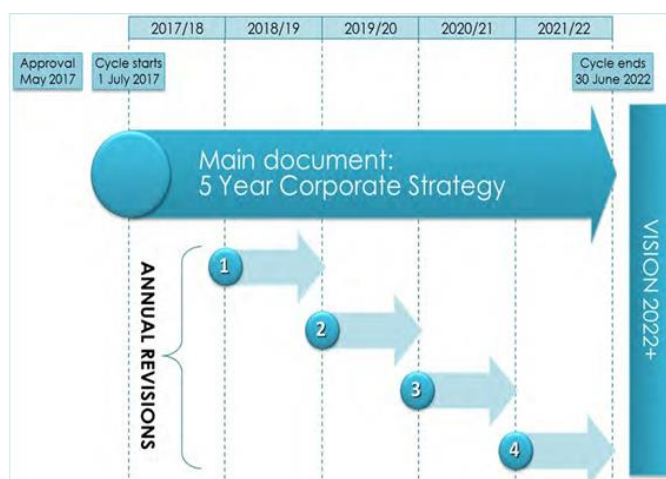 2017/18 2018/19 2019/20 2020/21 2021/22
Approval
May 2017
Cycle starts
1 July 2017
Cycle ends
30 June 2022
Main document:
5 Year Corporate Strategy
VISION 2022+
ANNUAL REVISIONS
1
2
3
4